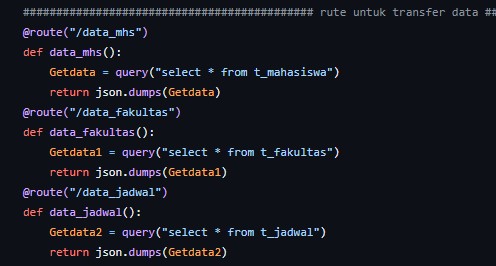 ############################################ rute untuk transfer data ##
@route("/data_mhs")
def data_mhs():
    Getdata = query("select * from t_mahasiswa")
    return json.dumps(Getdata)
@route("/data_fakultas")
def data_fakultas():
    Getdata1 = query("select * from t_fakultas")
    return json.dumps(Getdata1)
@route("/data_jadwal")
def data_jadwal():
    Getdata2 = query("select * from t_jadwal")
    return json.dumps(Getdata2)